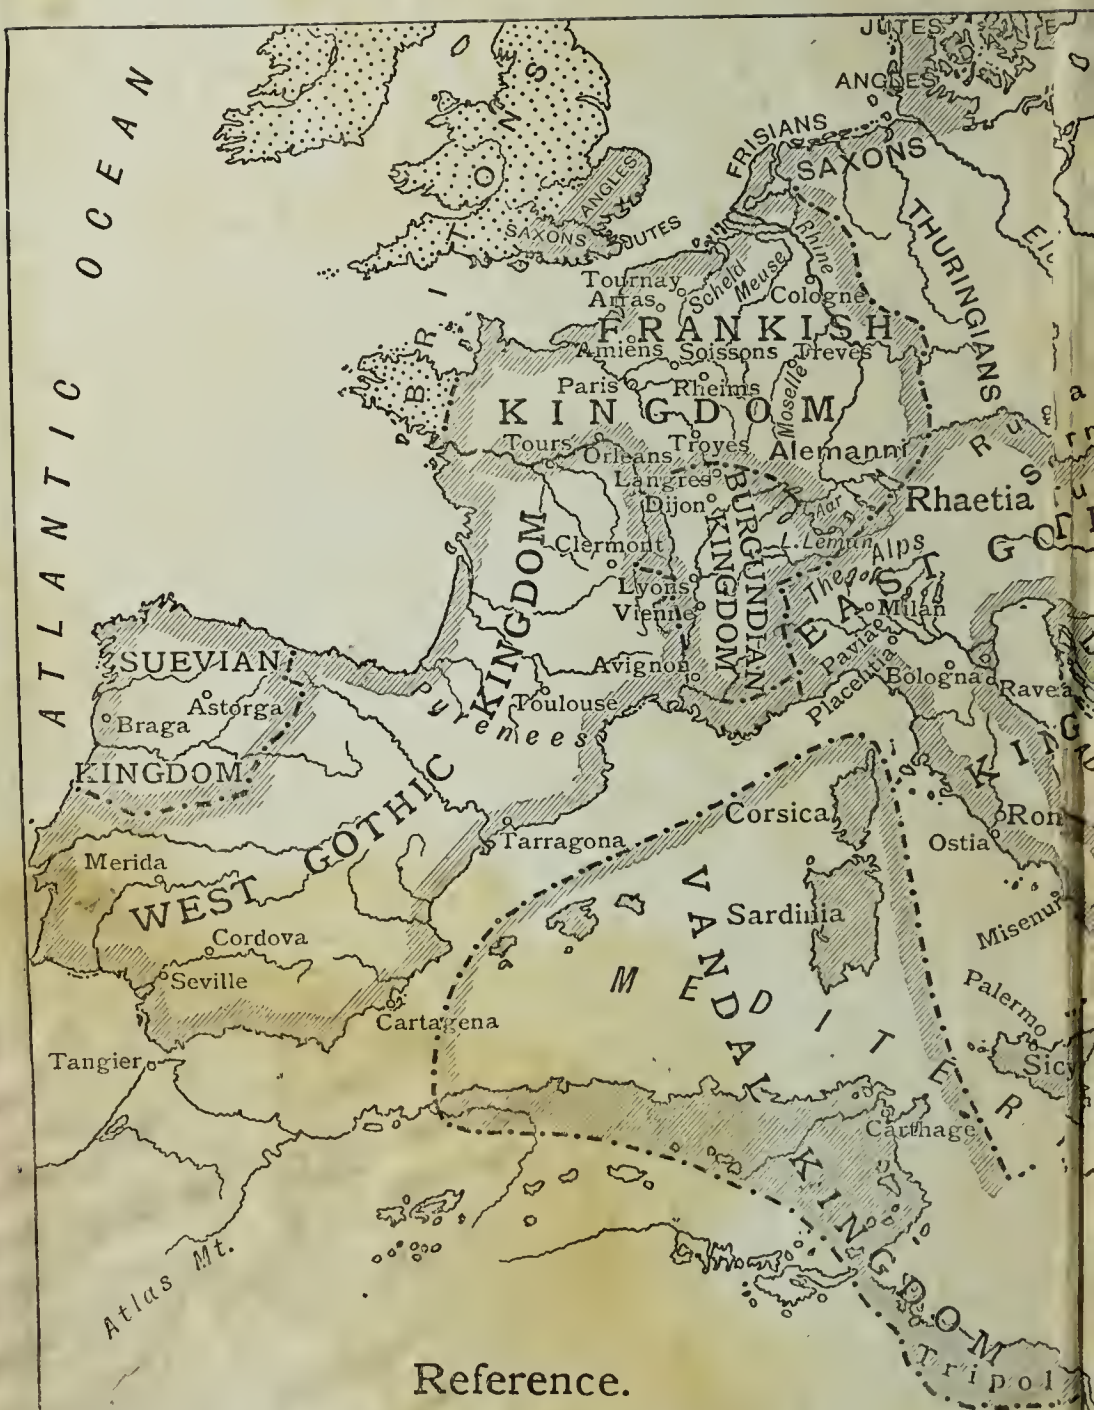 JUTES
ANGLES
FRISIANS
SAXONS
THURINGIANS
ATLANTIC OCEAN
BRITONS
ANGLES
SAXONS
JUTES
Tournay
Arras
Scheld
Meuse
Rhine
Cologne
FRANKISH
Amiens
Soissons
Treves
Paris
Rheims
Moselle
KINGDOM
Tours
Orleans
Troyes
Alemanni
Langres
Dijon
BURGUNDIAN
KINGDOM
Aar
Rhaetia
L. Leman
Alps
Clermont
Lyons
Vienne
EAST
Milan
Pavia
Placentia
Bologna
Avignon
Toulouse
Pyrenees
SUEVIAN
Astorga
Braga
KINGDOM
WEST GOTHIC KINGDOM
Tarragona
Merida
Cordova
Seville
Cartagena
Tangier
Corsica
Sardinia
Ostia
VANDAL
KINGDOM
MEDITER
Palermo
Carthage
Atlas Mt.
Tripol
Reference.